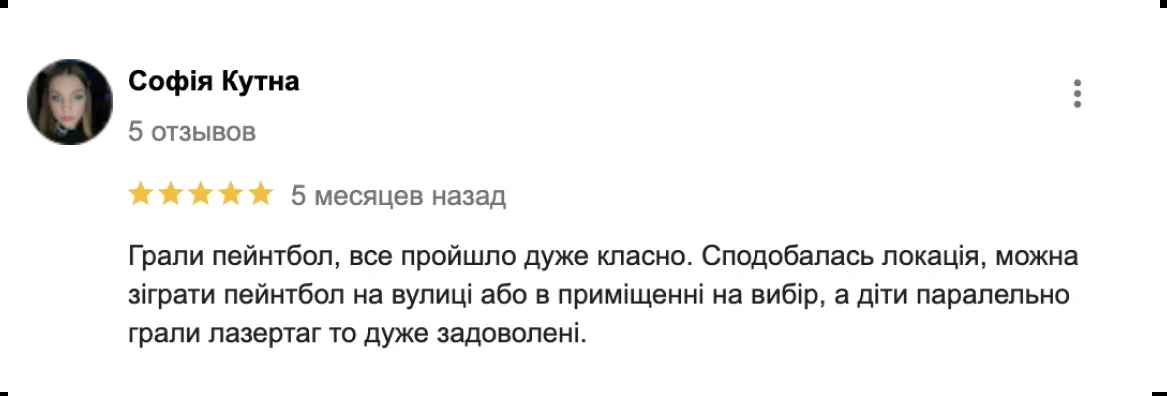 Софія Кутна
5 отзывов
5 месяцев назад
Грали пейнтбол, все пройшло дуже класно. Сподобалась локація, можна
зіграти пейнтбол на вулиці або в приміщенні на вибір, а діти паралельно
грали лазертаг то дуже задоволені.